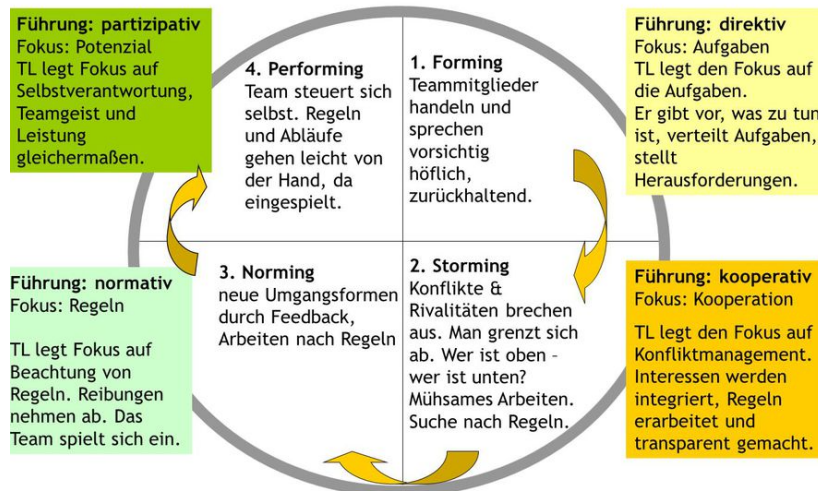 Führung: partizipativ
Fokus: Potenzial
TL legt Fokus auf
Selbstverantwortung,
Teamgeist und
Leistung
gleichermaßen.
4. Performing
Team steuert sich
selbst. Regeln
und Abläufe
gehen leicht von
der Hand, da
eingespielt.
1. Forming
Teammitglieder
handeln und
sprechen
vorsichtig
höflich,
zurückhaltend.
Führung: direktiv
Fokus: Aufgaben
TL legt den Fokus auf
die Aufgaben.
Er gibt vor, was zu tun
ist, verteilt Aufgaben,
stellt
Herausforderungen.
Führung: normativ
Fokus: Regeln
TL legt Fokus auf
Beachtung von
Regeln. Reibungen
nehmen ab. Das
Team spielt sich ein.
3. Norming
neue Umgangsformen
durch Feedback,
Arbeiten nach Regeln
2. Storming
Konflikte &
Rivalitäten brechen
aus. Man grenzt sich
ab. Wer ist oben –
wer ist unten?
Mühsames Arbeiten.
Suche nach Regeln.
Führung: kooperativ
Fokus: Kooperation
TL legt den Fokus auf
Konfliktmanagement.
Interessen werden
integriert, Regeln
erarbeitet und
transparent gemacht.